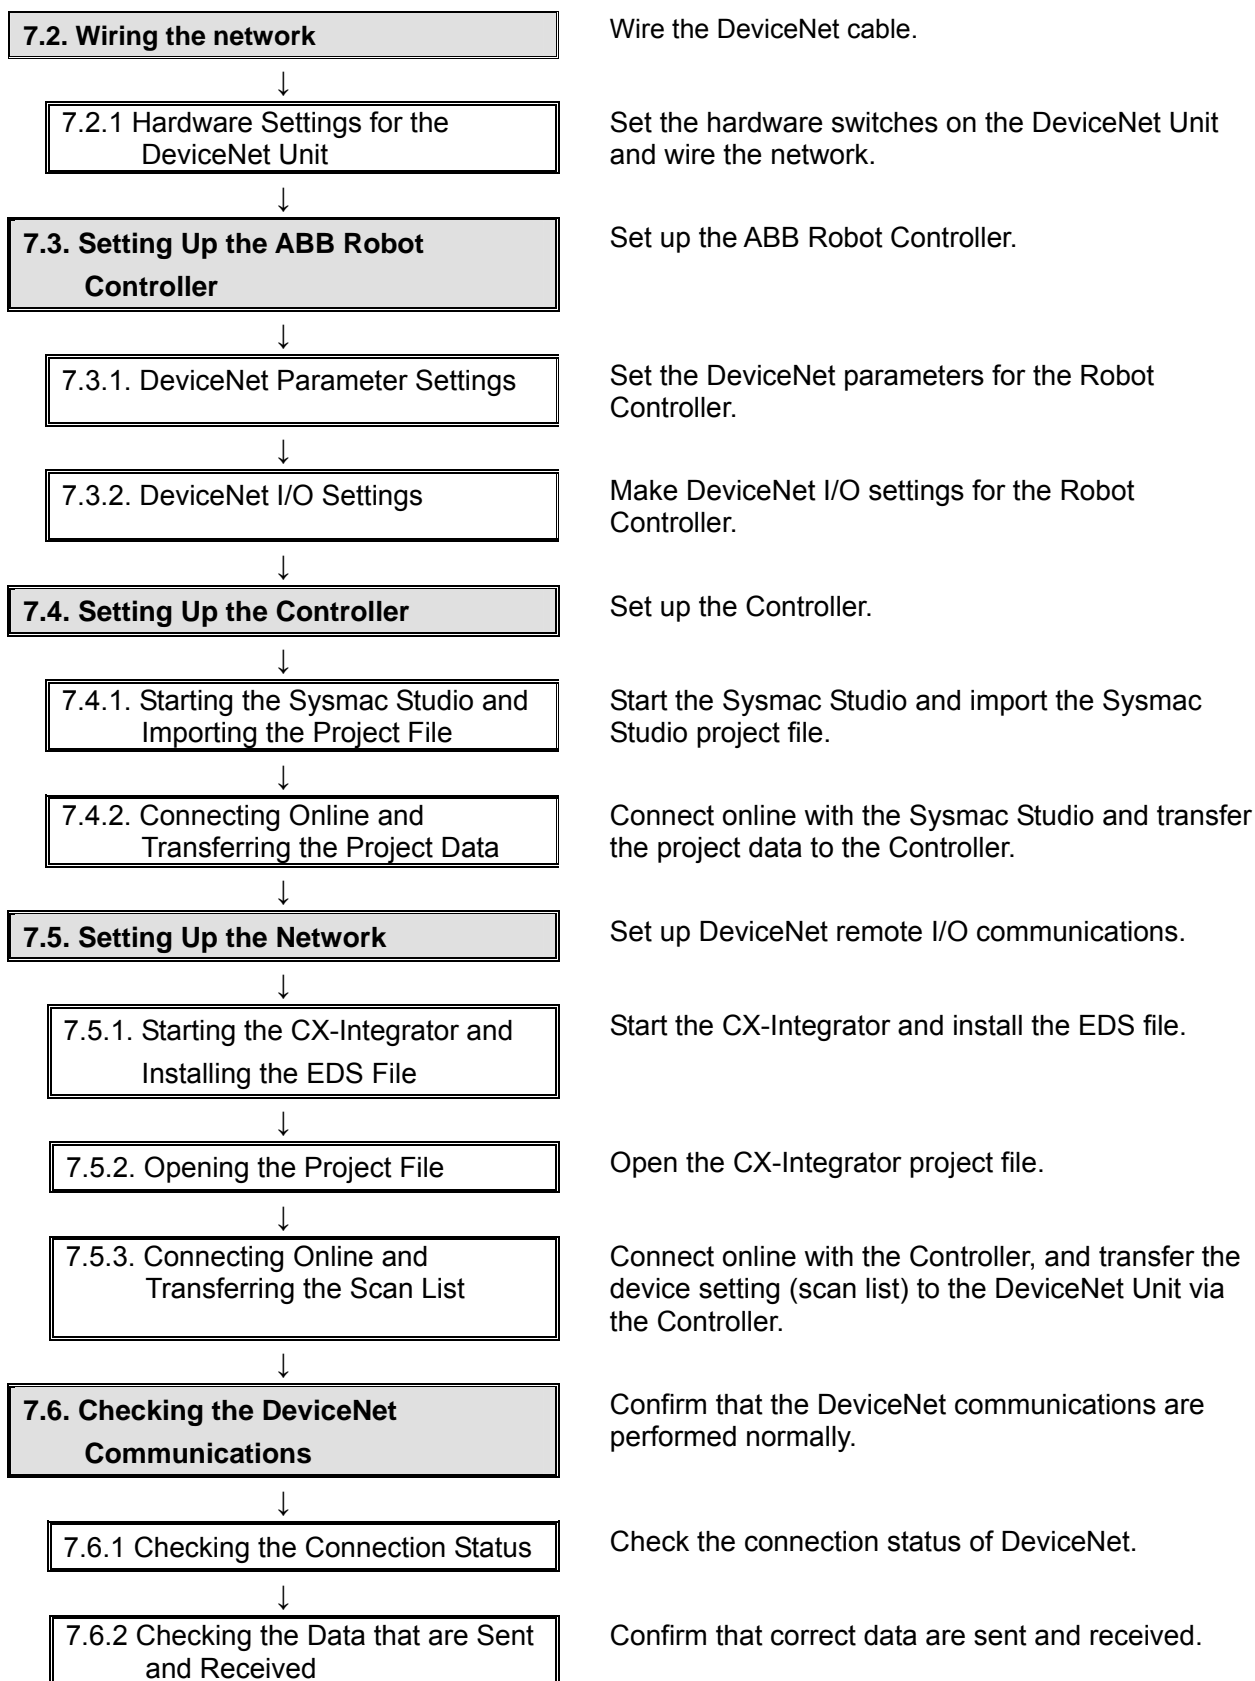 7.2. Wiring the network
Wire the DeviceNet cable.
↓
7.2.1 Hardware Settings for the
DeviceNet Unit
Set the hardware switches on the DeviceNet Unit
and wire the network.
↓
7.3. Setting Up the ABB Robot
Controller
Set up the ABB Robot Controller.
↓
7.3.1. DeviceNet Parameter Settings
Set the DeviceNet parameters for the Robot
Controller.
↓
7.3.2. DeviceNet I/O Settings
Make DeviceNet I/O settings for the Robot
Controller.
↓
7.4. Setting Up the Controller
Set up the Controller.
↓
7.4.1. Starting the Sysmac Studio and
Importing the Project File
Start the Sysmac Studio and import the Sysmac
Studio project file.
↓
7.4.2. Connecting Online and
Transferring the Project Data
Connect online with the Sysmac Studio and transfer
the project data to the Controller.
↓
7.5. Setting Up the Network
Set up DeviceNet remote I/O communications.
↓
7.5.1. Starting the CX-Integrator and
Installing the EDS File
Start the CX-Integrator and install the EDS file.
↓
7.5.2. Opening the Project File
Open the CX-Integrator project file.
↓
7.5.3. Connecting Online and
Transferring the Scan List
Connect online with the Controller, and transfer the
device setting (scan list) to the DeviceNet Unit via
the Controller.
↓
7.6. Checking the DeviceNet
Communications
Confirm that the DeviceNet communications are
performed normally.
↓
7.6.1 Checking the Connection Status
Check the connection status of DeviceNet.
↓
7.6.2 Checking the Data that are Sent
and Received
Confirm that correct data are sent and received.